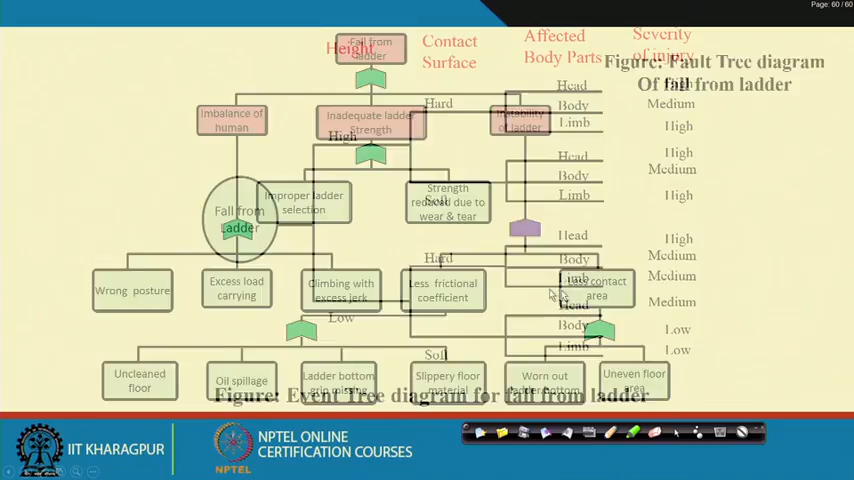 Page: 60 / 60
Height
Contact
Surface
Affected
Body Parts
Severity
of injury
Figure: Fault Tree diagram
Of fall from ladder
Fall from
ladder
Imbalance of
human
Inadequate ladder
Strength
Instability
of ladder
Improper ladder
selection
Strength
reduced due to
wear & tear
Fall from
Ladder
Wrong posture
Excess load
carrying
Climbing with
excess jerk
Less frictional
coefficient
Less contact
area
Uncleaned
floor
Oil spillage
Ladder bottom
grip missing
Slippery floor
material
Worn out
ladder bottom
Uneven floor
area
High
Low
Hard
Soft
Hard
Soft
Head
Body
Medium
Limb
High
Head
High
Body
Medium
Limb
High
Head
High
Body
Medium
Limb
Medium
Head
Medium
Body
Low
Limb
Low
Figure: Event Tree diagram for fall from ladder
IIT KHARAGPUR
NPTEL
NPTEL ONLINE
CERTIFICATION COURSES